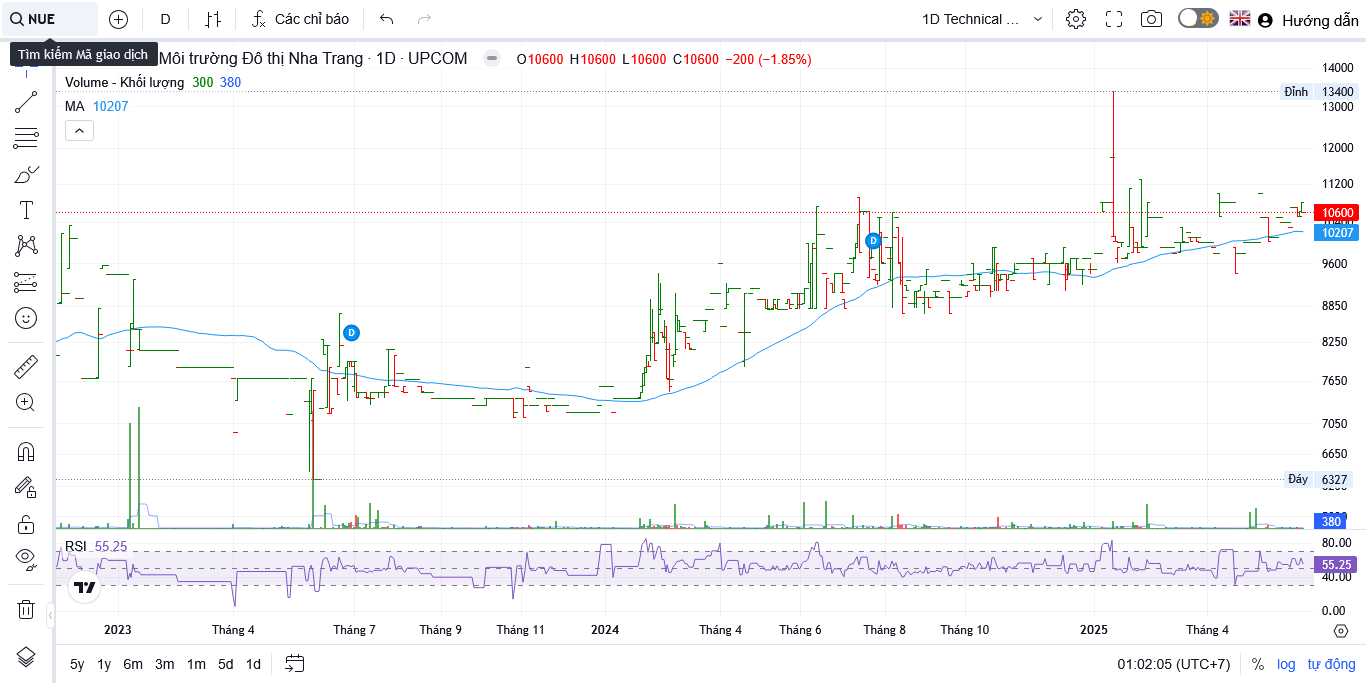 NUE D Các chỉ báo 1D Technical ... Hướng dẫn
Tìm kiếm Mã giao dịch
Môi trường Đô thị Nha Trang · 1D · UPCOM O10600 H10600 L10600 C10600 −200 (−1.85%)
Volume - Khối lượng 300 380
MA 10207
14000
Đỉnh 13400
13000
12000
11200
10600
10207
9600
8850
8250
7650
7050
6650
Đáy 6327
380
D
D
RSI 55.25
80.00
55.25
40.00
0.00
2023 Tháng 4 Tháng 7 Tháng 9 Tháng 11 2024 Tháng 4 Tháng 6 Tháng 8 Tháng 10 2025 Tháng 4
5y 1y 6m 3m 1m 5d 1d 01:02:05 (UTC+7) % log tự động